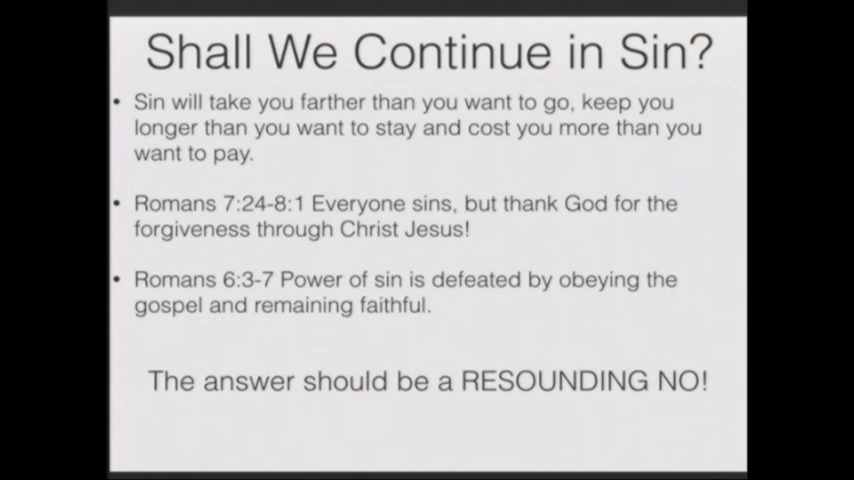 Shall We Continue in Sin?
• Sin will take you farther than you want to go, keep you
longer than you want to stay and cost you more than you
want to pay.
• Romans 7:24-8:1 Everyone sins, but thank God for the
forgiveness through Christ Jesus!
• Romans 6:3-7 Power of sin is defeated by obeying the
gospel and remaining faithful.
The answer should be a RESOUNDING NO!